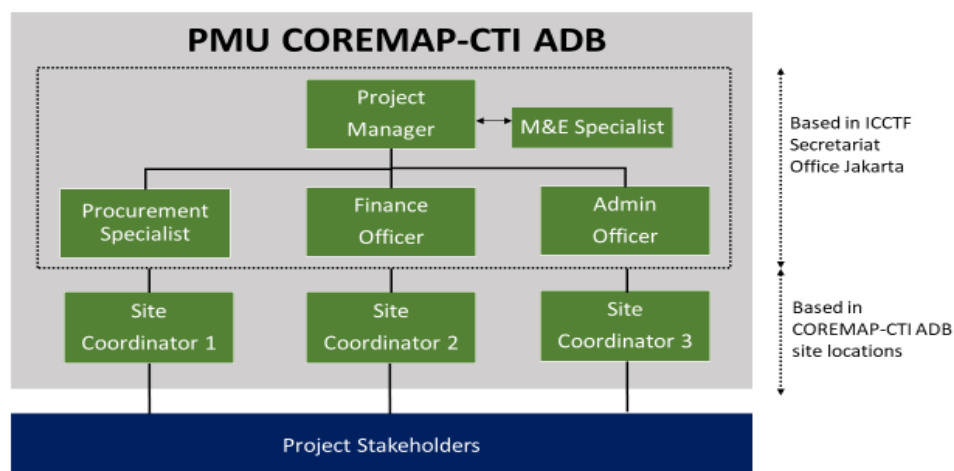 PMU COREMAP-CTI ADB
Project
Manager
M&E Specialist
Based in ICCTF
Secretariat
Office Jakarta
Procurement
Specialist
Finance
Officer
Admin
Officer
Site
Coordinator 1
Site
Coordinator 2
Site
Coordinator 3
Based in
COREMAP-CTI ADB
site locations
Project Stakeholders